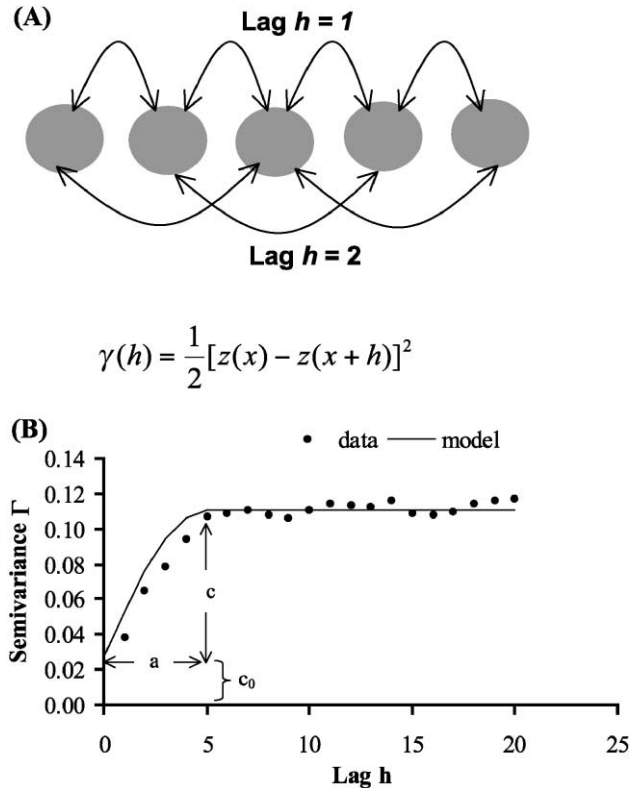 (A)
Lag h = 1
Lag h = 2
γ(h) = 1/2 [z(x) − z(x + h)]²
(B)
• data — model
Semivariance Γ
0.14
0.12
0.10
0.08
0.06
0.04
0.02
0.00
c
a
c₀
0 5 10 15 20 25
Lag h